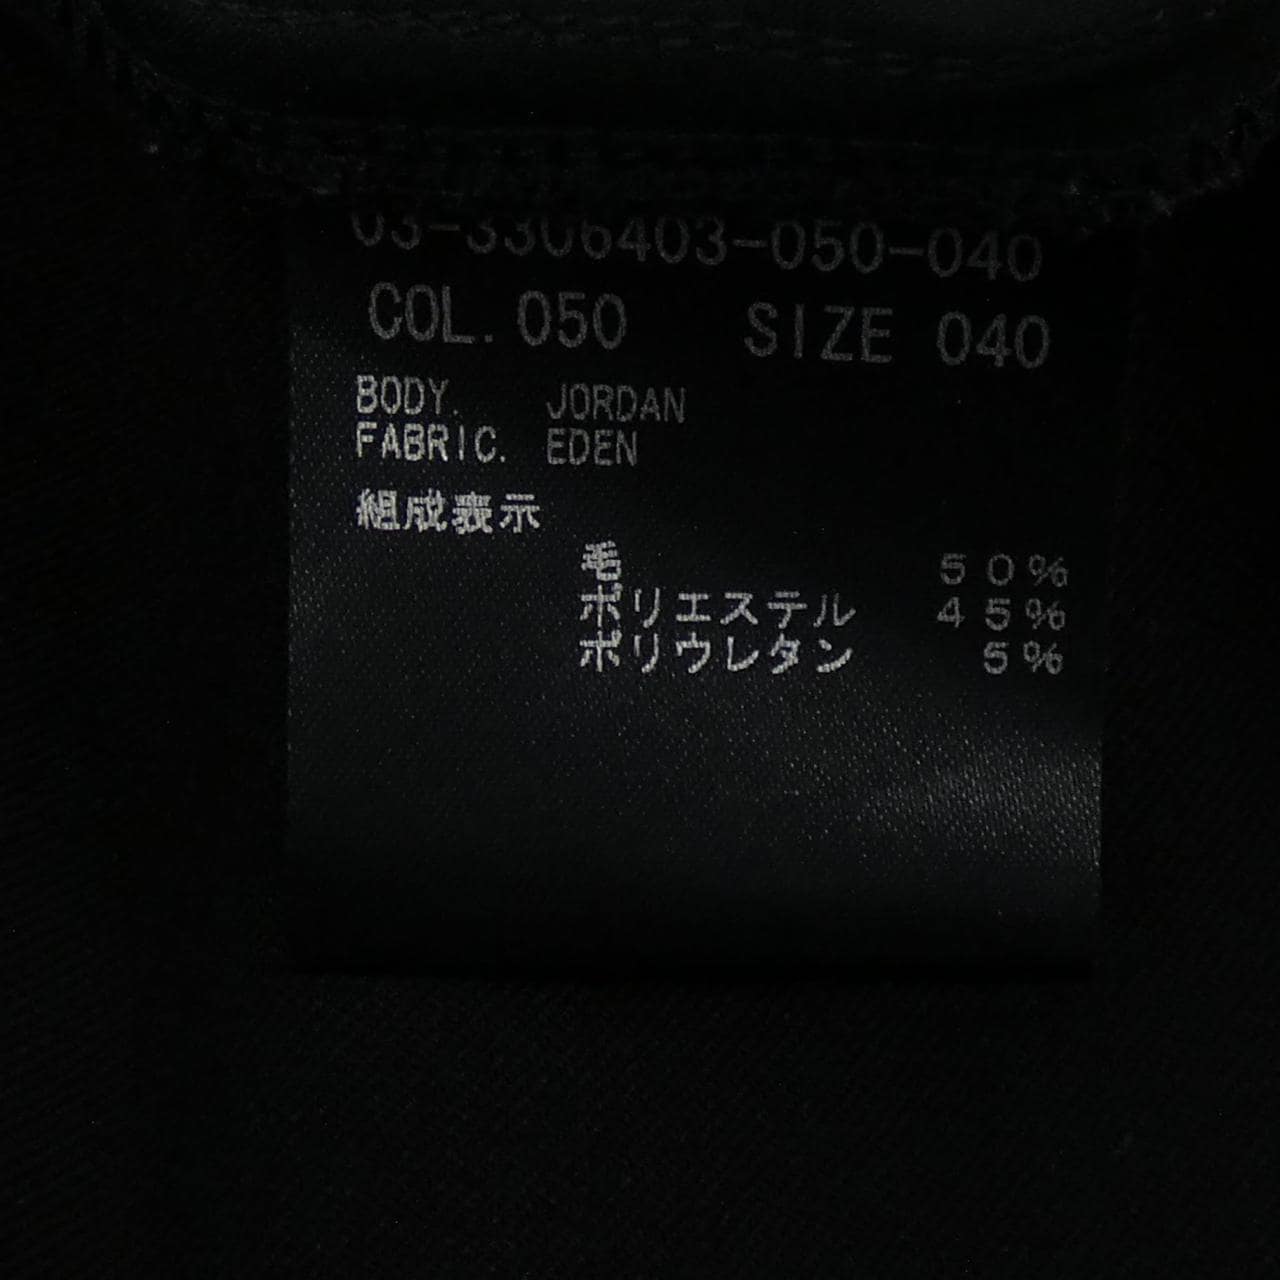 03-3306403-050-040
COL. 050 SIZE 040
BODY. JORDAN
FABRIC. EDEN
組成表示
毛 50%
ポリエステル 45%
ポリウレタン 5%